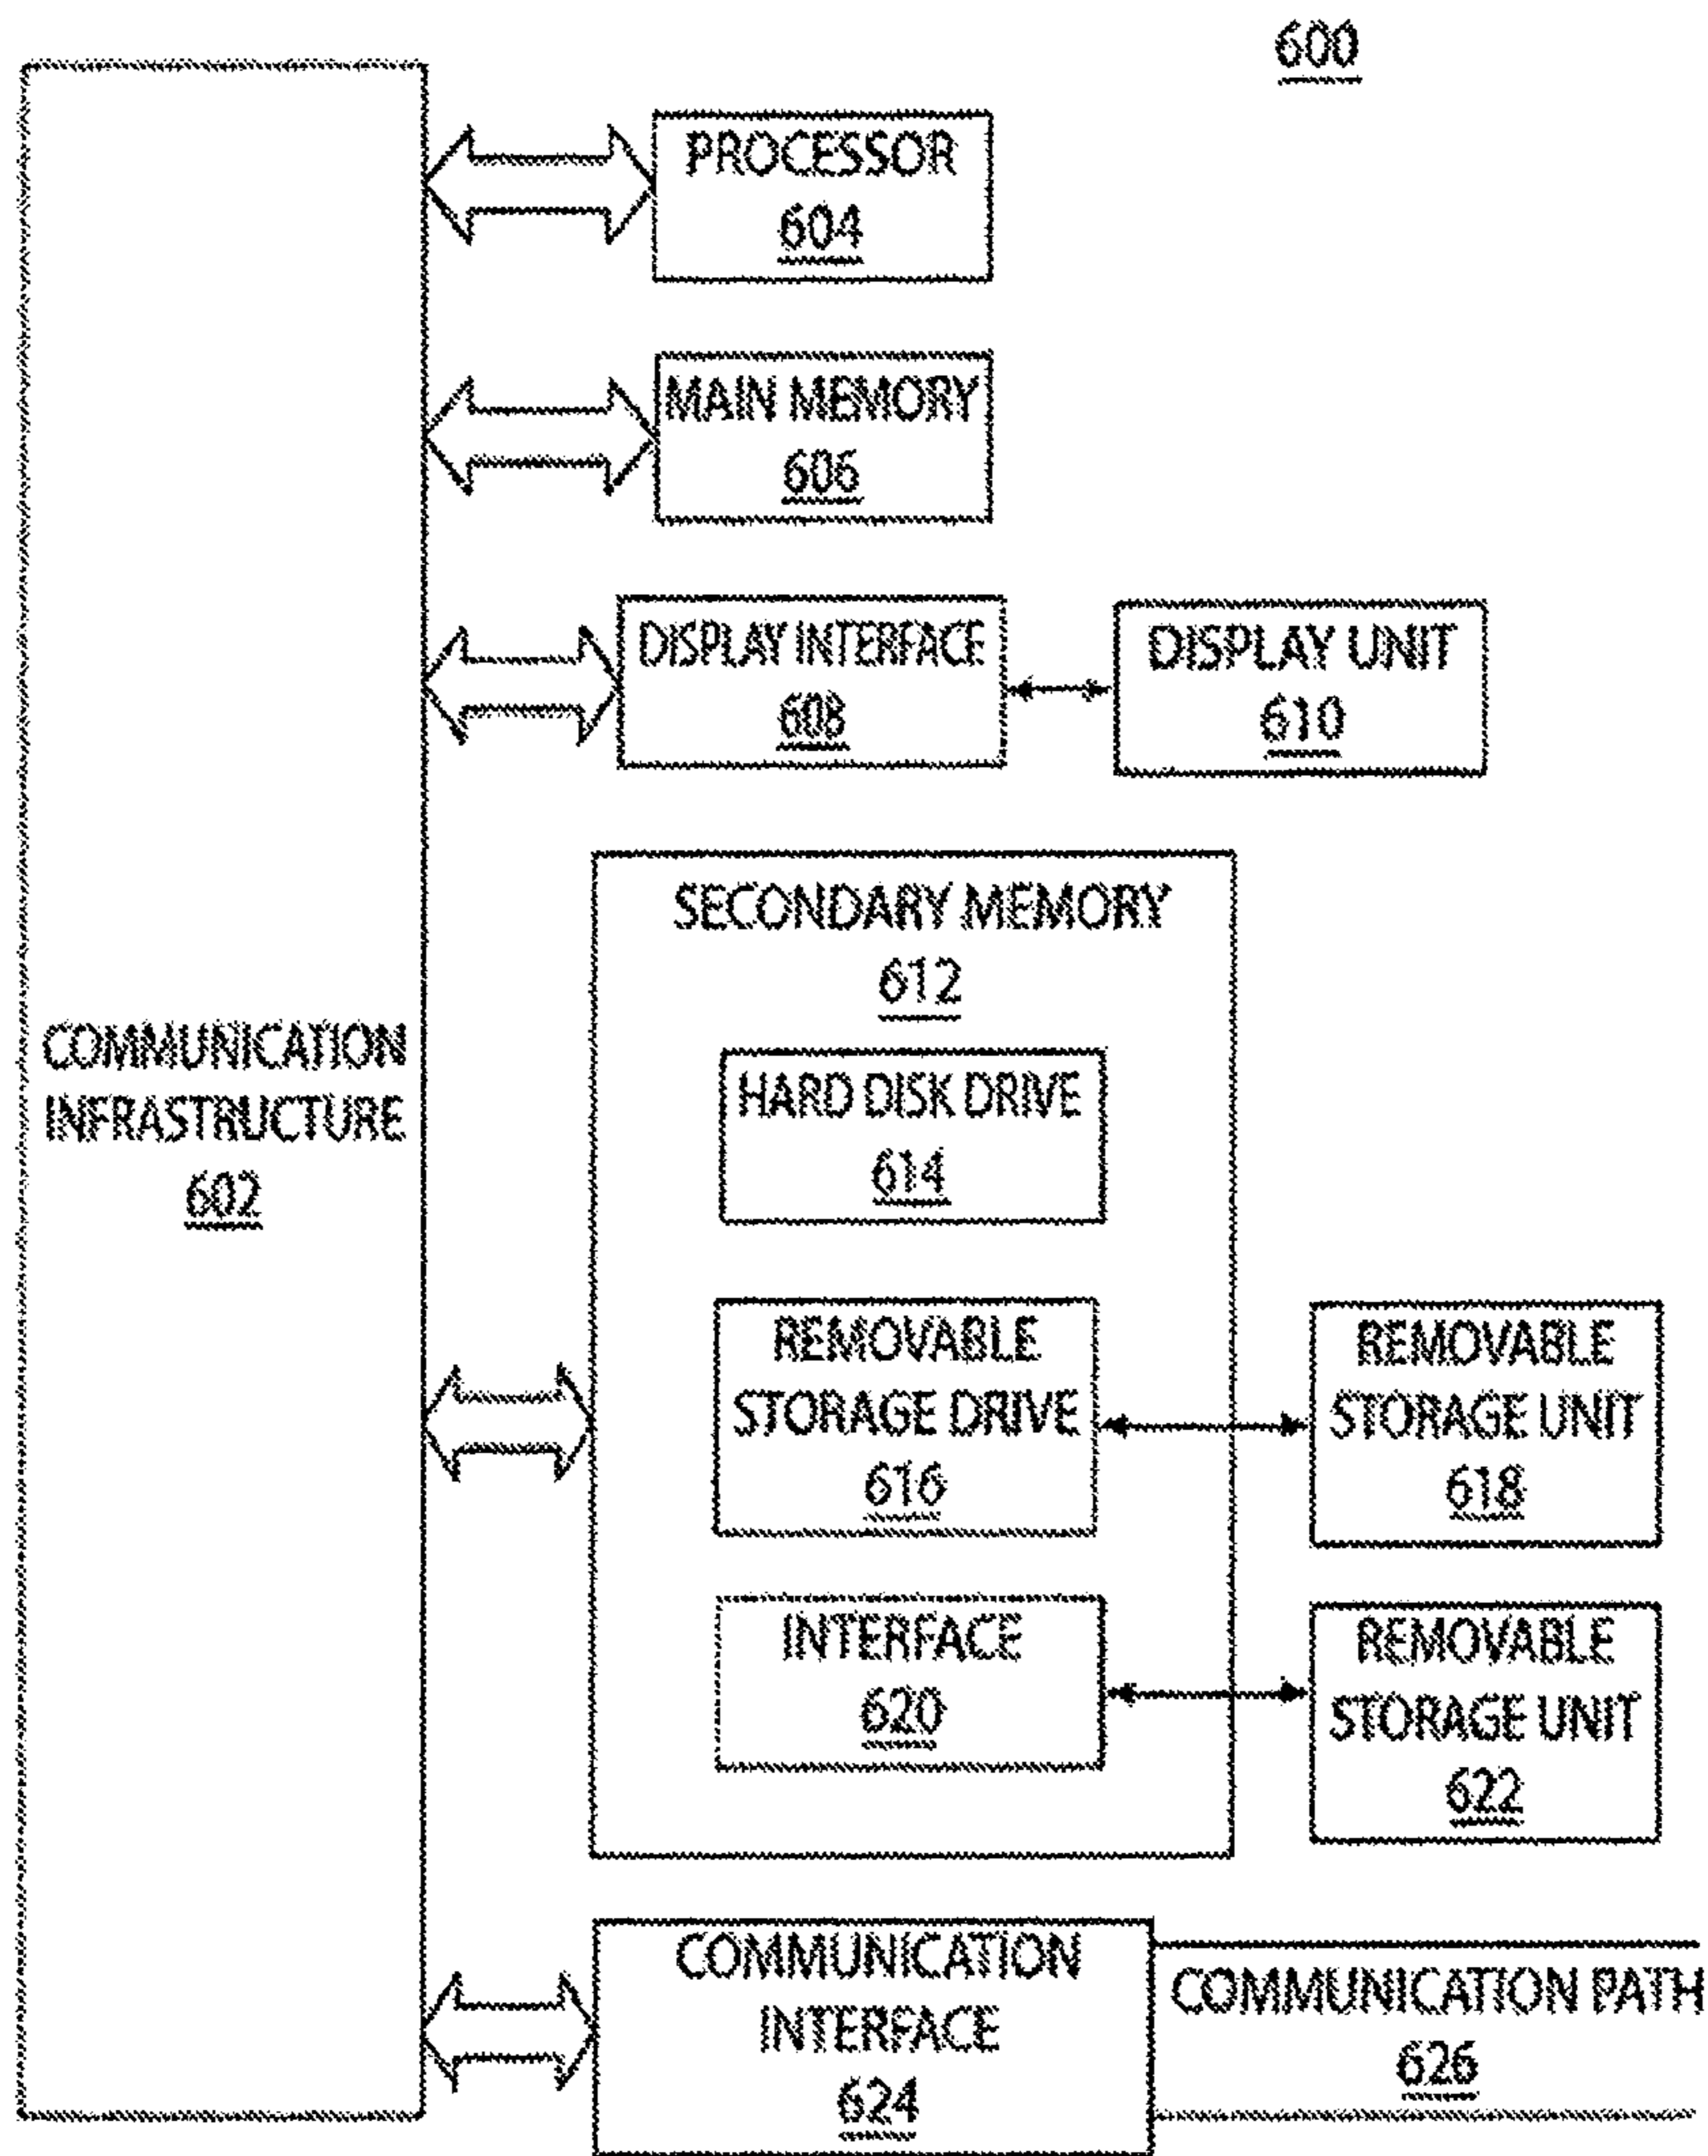 600
PROCESSOR
604
MAIN MEMORY
606
DISPLAY INTERFACE
608
DISPLAY UNIT
610
SECONDARY MEMORY
612
HARD DISK DRIVE
614
COMMUNICATION
INFRASTRUCTURE
602
REMOVABLE
STORAGE DRIVE
616
REMOVABLE
STORAGE UNIT
618
INTERFACE
620
REMOVABLE
STORAGE UNIT
622
COMMUNICATION
INTERFACE
624
COMMUNICATION PATH
626